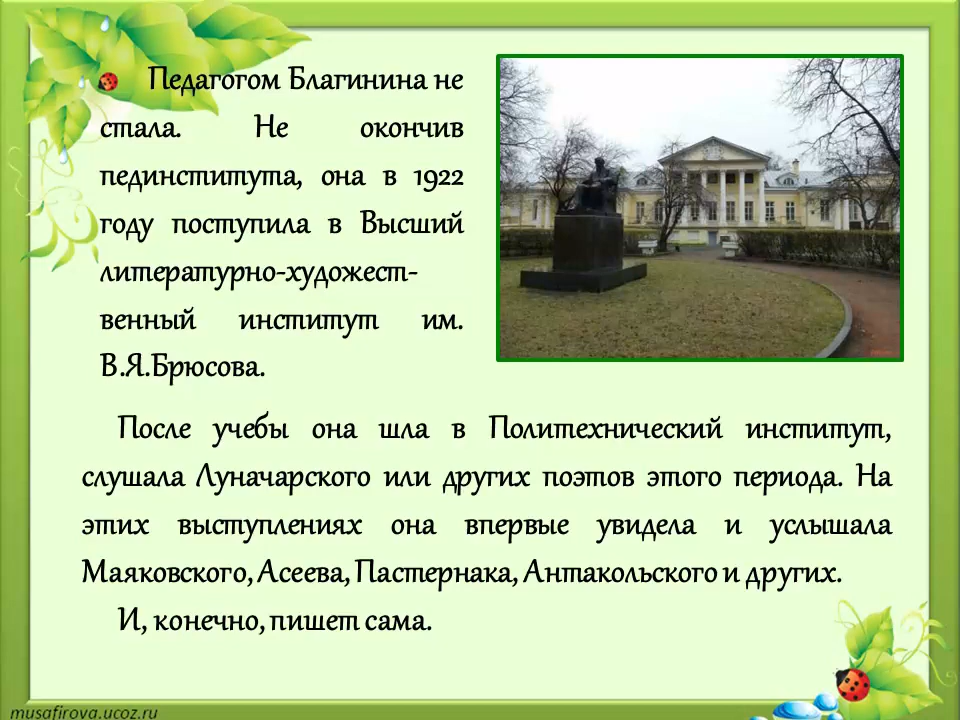 Педагогом Благинина не
стала. Не окончив
пединститута, она в 1922
году поступила в Высший
литературно-художест-
венный институт им.
В.Я.Брюсова.
После учебы она шла в Политехнический институт,
слушала Луначарского или других поэтов этого периода. На
этих выступлениях она впервые увидела и услышала
Маяковского, Асеева, Пастернака, Антакольского и других.
И, конечно, пишет сама.
musafirova.ucoz.ru